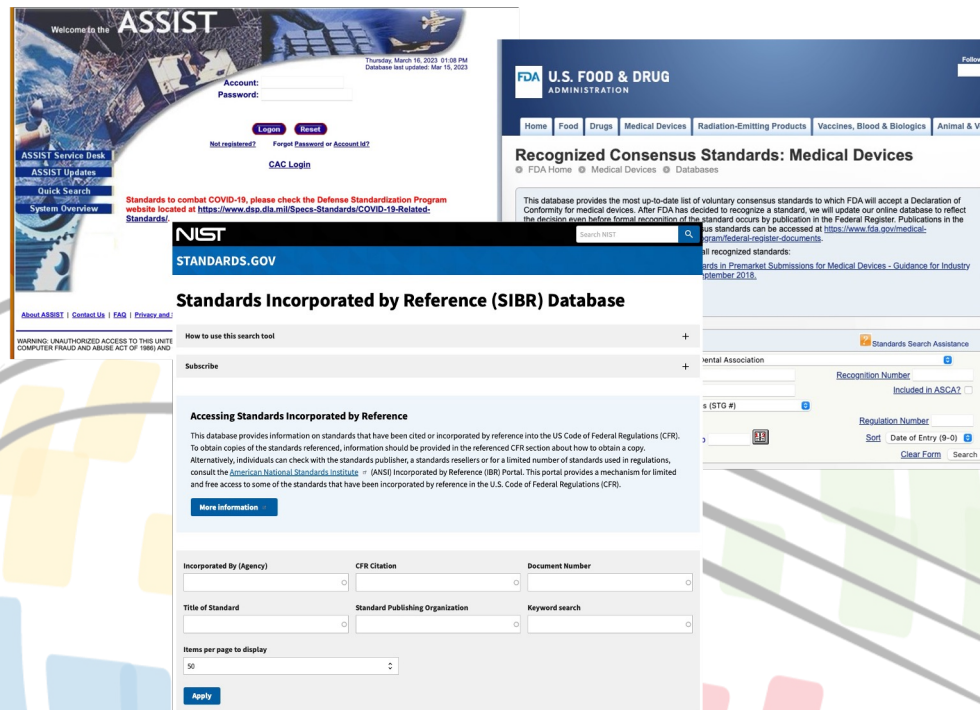 Welcome to the ASSIST
Thursday, March 16, 2023 01:08 PM
Database last updated: Mar 15, 2023
Account:
Password:
Logon Reset
Not registered? Forgot Password or Account Id?
CAC Login
ASSIST Service Desk
ASSIST Updates
Quick Search
System Overview
Standards to combat COVID-19, please check the Defense Standardization Program
website located at https://www.dsp.dla.mil/Specs-Standards/COVID-19-Related-
Standards/.
About ASSIST | Contact Us | FAQ | Privacy and
WARNING: UNAUTHORIZED ACCESS TO THIS UNITE
COMPUTER FRAUD AND ABUSE ACT OF 1986) AND
FDA U.S. FOOD & DRUG
ADMINISTRATION
Follow
Home Food Drugs Medical Devices Radiation-Emitting Products Vaccines, Blood & Biologics Animal & V
Recognized Consensus Standards: Medical Devices
FDA Home Medical Devices Databases
This database provides the most up-to-date list of voluntary consensus standards to which FDA will accept a Declaration of
Conformity for medical devices. After FDA has decided to recognize a standard, we will update our online database to reflect
the decision even before formal recognition of the standard occurs by publication in the Federal Register. Publications in the
sus standards can be accessed at https://www.fda.gov/medical-
gram/federal-register-documents.
all recognized standards:
ards in Premarket Submissions for Medical Devices - Guidance for Industry
ptember 2018.
? Standards Search Assistance
Dental Association
Recognition Number
Included in ASCA?
s (STG #)
Regulation Number
Sort Date of Entry (9-0)
Clear Form Search
NIST
Search NIST
STANDARDS.GOV
Standards Incorporated by Reference (SIBR) Database
How to use this search tool +
Subscribe +
Accessing Standards Incorporated by Reference
This database provides information on standards that have been cited or incorporated by reference into the US Code of Federal Regulations (CFR).
To obtain copies of the standards referenced, information should be provided in the referenced CFR section about how to obtain a copy.
Alternatively, individuals can check with the standards publisher, a standards resellers or for a limited number of standards used in regulations,
consult the American National Standards Institute (ANSI) Incorporated by Reference (IBR) Portal. This portal provides a mechanism for limited
and free access to some of the standards that have been incorporated by reference in the U.S. Code of Federal Regulations (CFR).
More information
Incorporated By (Agency) CFR Citation Document Number
Title of Standard Standard Publishing Organization Keyword search
Items per page to display
50
Apply